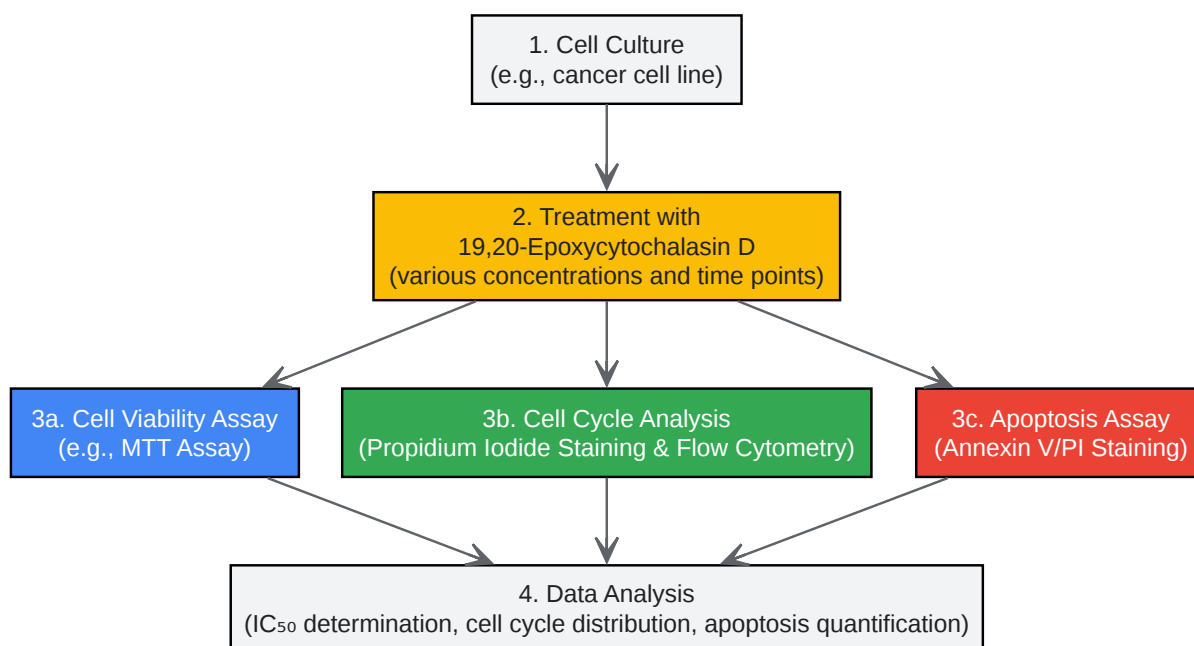 1. Cell Culture
(e.g., cancer cell line)
2. Treatment with
19,20-Epoxycytochalasin D
(various concentrations and time points)
3a. Cell Viability Assay
(e.g., MTT Assay)
3b. Cell Cycle Analysis
(Propidium Iodide Staining & Flow Cytometry)
3c. Apoptosis Assay
(Annexin V/PI Staining)
4. Data Analysis
(IC₅₀ determination, cell cycle distribution, apoptosis quantification)